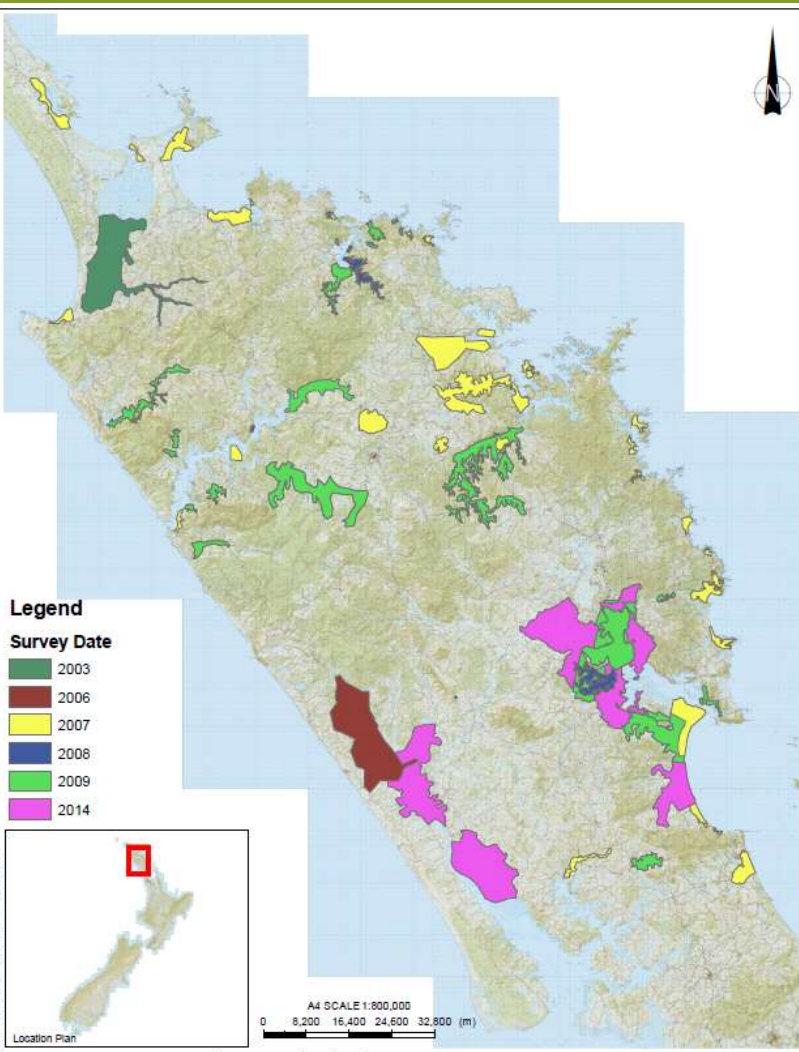 N
Legend
Survey Date
2003
2006
2007
2008
2009
2014
Location Plan
A4 SCALE 1:800,000
0 8,200 16,400 24,600 32,800 (m)